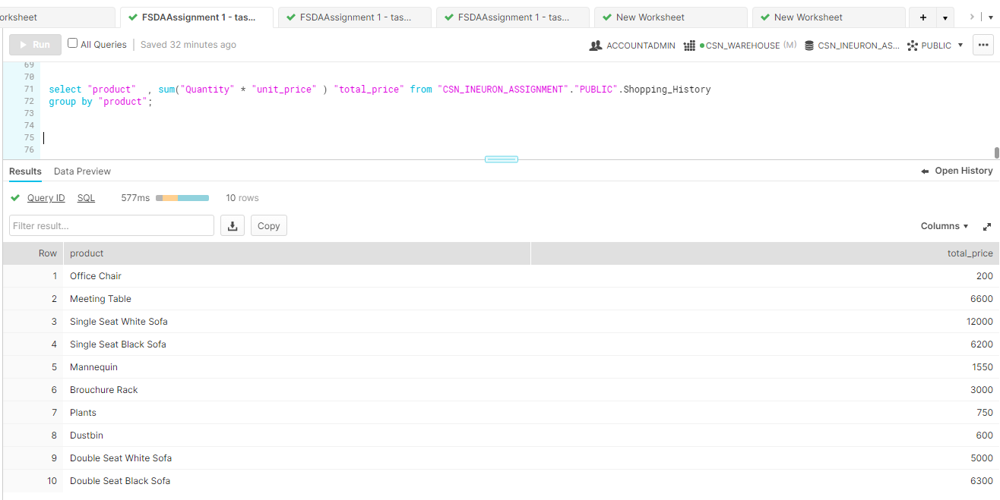 orksheet FSDAAssignment 1 - tas... FSDAAssignment 1 - tas... FSDAAssignment 1 - tas... New Worksheet New Worksheet +
Run All Queries Saved 32 minutes ago ACCOUNTADMIN CSN_WAREHOUSE (M) CSN_INEURON_AS... PUBLIC
69
70
71 select "product"  , sum("Quantity" * "unit_price" ) "total_price" from "CSN_INEURON_ASSIGNMENT"."PUBLIC".Shopping_History
72 group by "product";
73
74
75
76
Results Data Preview Open History
Query ID SQL 577ms 10 rows
Filter result... Copy Columns
Row product total_price
1 Office Chair 200
2 Meeting Table 6600
3 Single Seat White Sofa 12000
4 Single Seat Black Sofa 6200
5 Mannequin 1550
6 Brouchure Rack 3000
7 Plants 750
8 Dustbin 600
9 Double Seat White Sofa 5000
10 Double Seat Black Sofa 6300